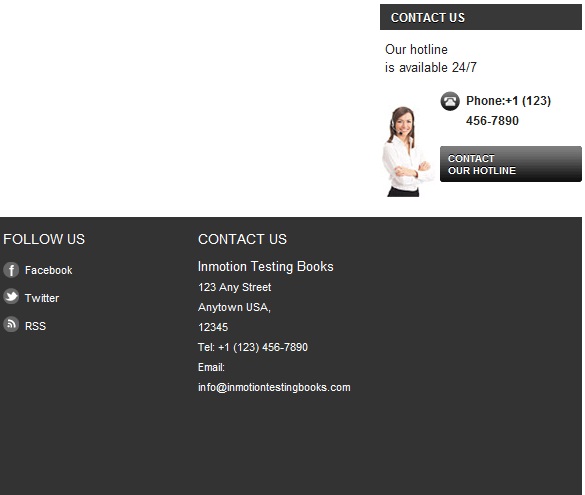 CONTACT US
Our hotline
is available 24/7
Phone:+1 (123)
456-7890
CONTACT
OUR HOTLINE
FOLLOW US
Facebook
Twitter
RSS
CONTACT US
Inmotion Testing Books
123 Any Street
Anytown USA,
12345
Tel: +1 (123) 456-7890
Email:
info@inmotiontestingbooks.com